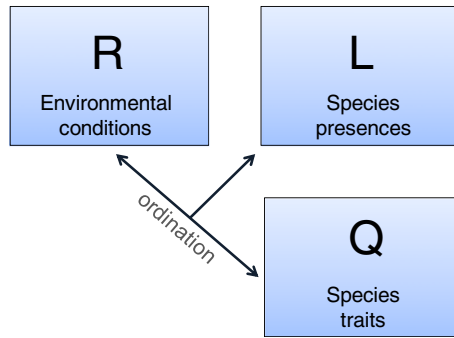 R
Environmental
conditions
L
Species
presences
ordination
Q
Species
traits